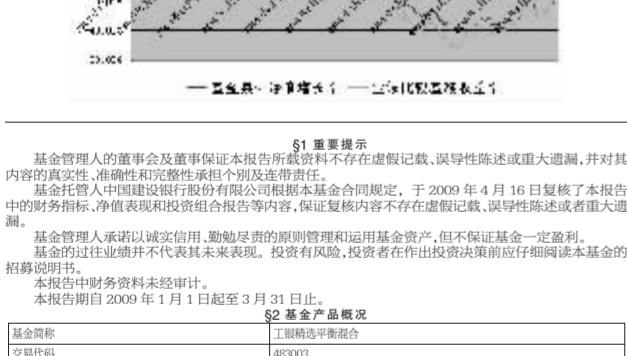 §1 重要提示
基金管理人的董事会及董事保证本报告所载资料不存在虚假记载、误导性陈述或重大遗漏,并对其
内容的真实性、准确性和完整性承担个别及连带责任。
基金托管人中国建设银行股份有限公司根据本基金合同规定，于 2009 年 4 月 16 日复核了本报告
中的财务指标、净值表现和投资组合报告等内容,保证复核内容不存在虚假记载、误导性陈述或者重大遗
漏。
基金管理人承诺以诚实信用、勤勉尽责的原则管理和运用基金资产,但不保证基金一定盈利。
基金的过往业绩并不代表其未来表现。投资有风险,投资者在作出投资决策前应仔细阅读本基金的
招募说明书。
本报告中财务资料未经审计。
本报告期自 2009 年 1 月 1 日起至 3 月 31 日止。
§2 基金产品概况
基金简称 工银精选平衡混合
交易代码 483003